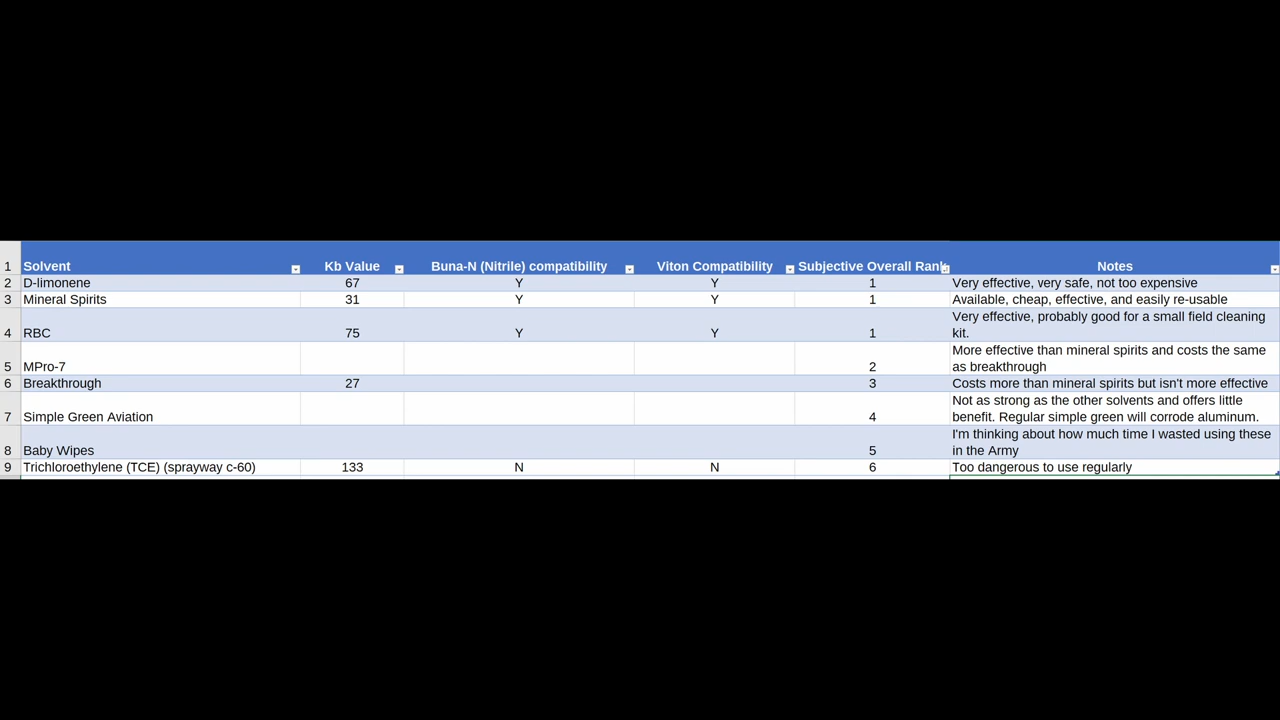 1 Solvent Kb Value Buna-N (Nitrile) compatibility Viton Compatibility Subjective Overall Rank Notes
2 D-limonene 67 Y Y 1 Very effective, very safe, not too expensive
3 Mineral Spirits 31 Y Y 1 Available, cheap, effective, and easily re-usable
Very effective, probably good for a small field cleaning
4 RBC 75 Y Y 1 kit.
More effective than mineral spirits and costs the same
5 MPro-7 2 as breakthrough
6 Breakthrough 27 3 Costs more than mineral spirits but isn't more effective
Not as strong as the other solvents and offers little
7 Simple Green Aviation 4 benefit. Regular simple green will corrode aluminum.
I'm thinking about how much time I wasted using these
8 Baby Wipes 5 in the Army
9 Trichloroethylene (TCE) (sprayway c-60) 133 N N 6 Too dangerous to use regularly